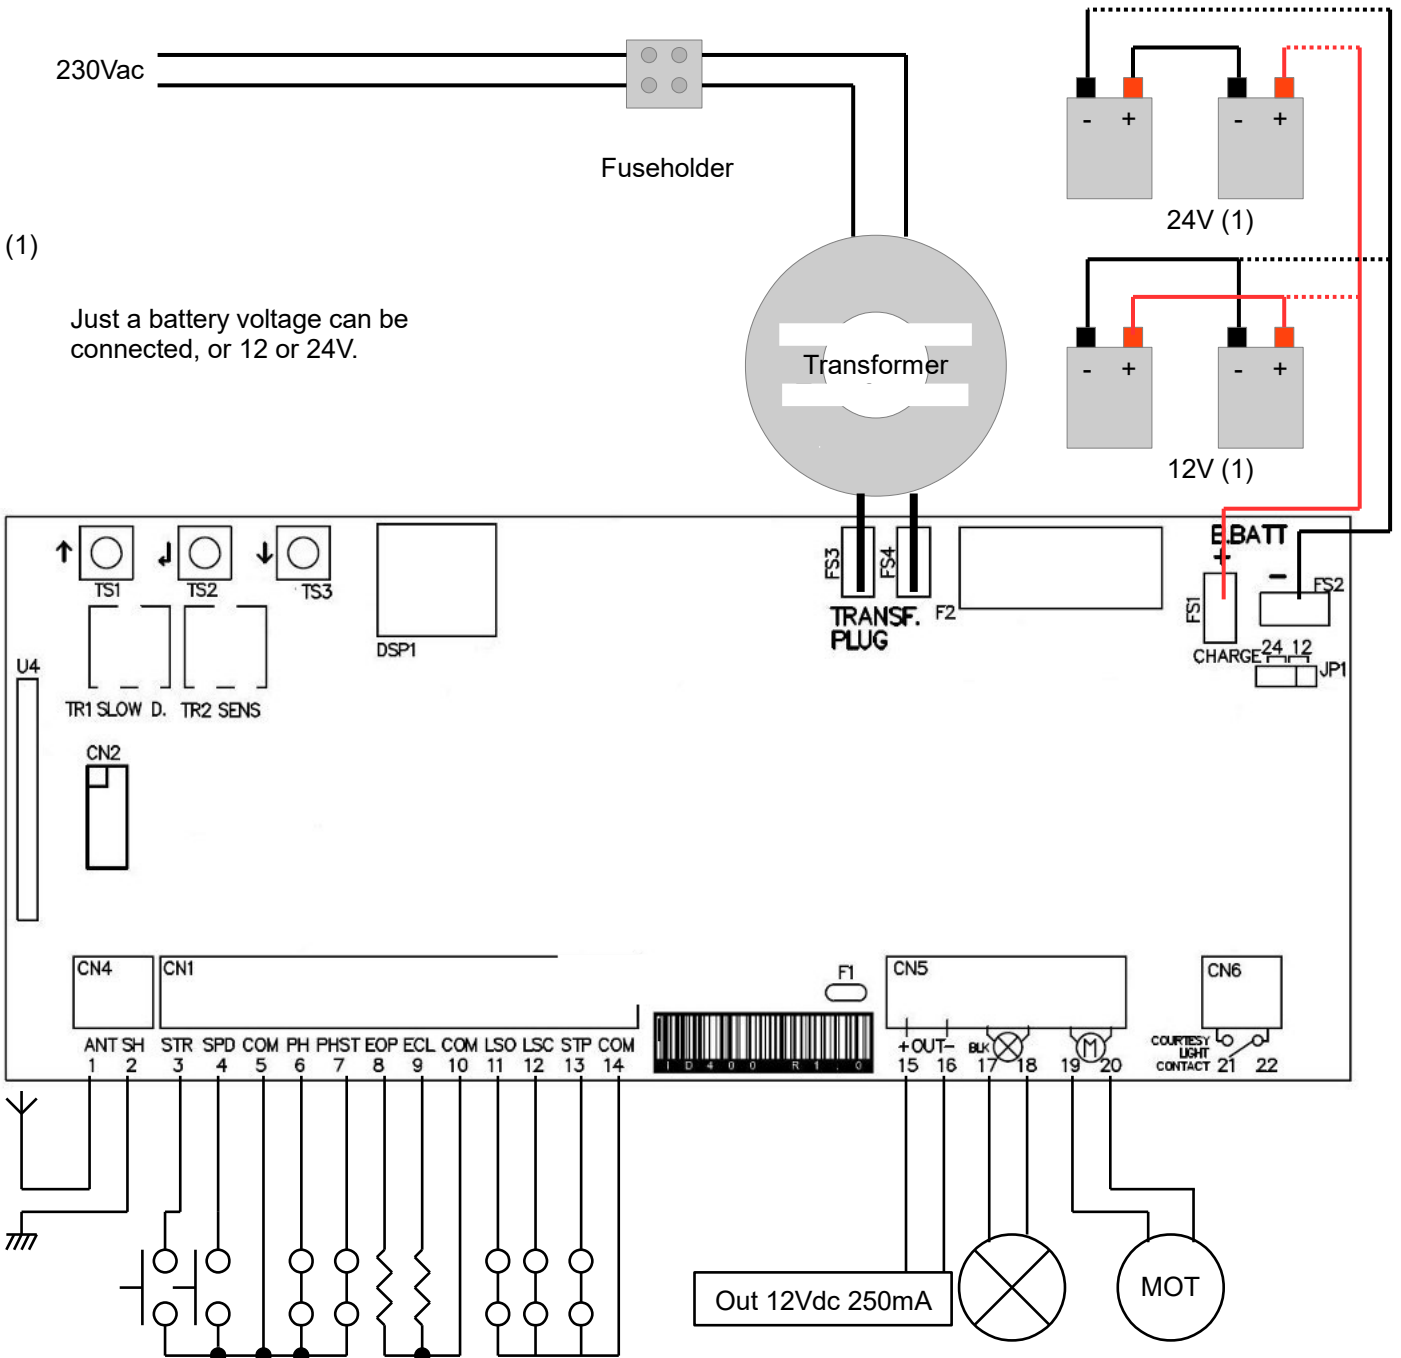 230Vac
Fuseholder
- + - +
24V (1)
(1)
Just a battery voltage can be
connected, or 12 or 24V.
Transformer
- + - +
12V (1)
TS1
TS2
TS3
DSP1
FS3
FS4
TRANSF.
PLUG
F2
B.BATT
+
-
FS1
FS2
CHARGE
24 12
JP1
U4
TR1 SLOW D.
TR2 SENS
CN2
CN4
CN1
F1
CN5
CN6
ANT SH STR SPD COM PH PHST EOP ECL COM LSO LSC STP COM
1 2 3 4 5 6 7 8 9 10 11 12 13 14
ID400 R1.0
+OUT-
BLK
M
COURTESY
LIGHT
CONTACT
15 16 17 18 19 20 21 22
Out 12Vdc 250mA
MOT